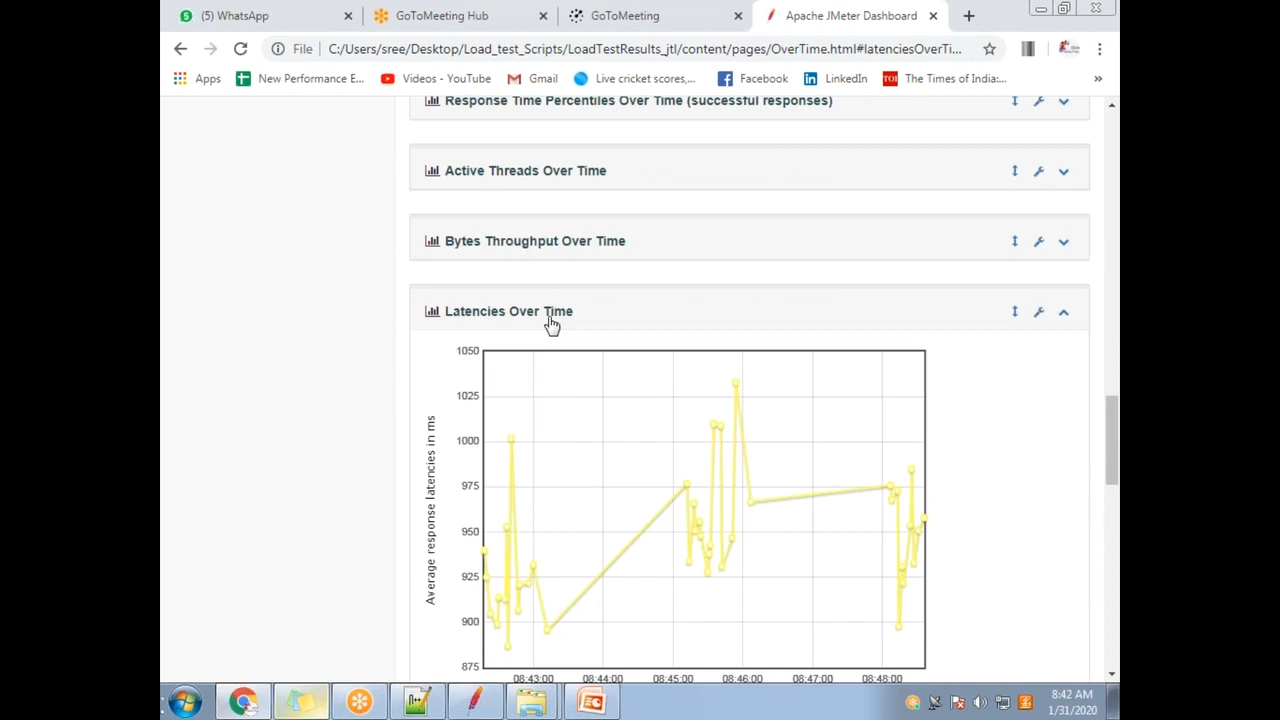 (5) WhatsApp
GoToMeeting Hub
GoToMeeting
Apache JMeter Dashboard
File
C:/Users/sree/Desktop/Load_test_Scripts/LoadTestResults_jtl/content/pages/OverTime.html#latenciesOverTi...
Apps
New Performance E...
Videos - YouTube
Gmail
Live cricket scores,...
Facebook
LinkedIn
TOI
The Times of India:...
»
Response Time Percentiles Over Time (successful responses)
Active Threads Over Time
Bytes Throughput Over Time
Latencies Over Time
Average response latencies in ms
1050
1025
1000
975
950
925
900
875
08:43:00 08:44:00 08:45:00 08:46:00 08:47:00 08:48:00
8:42 AM
1/31/2020